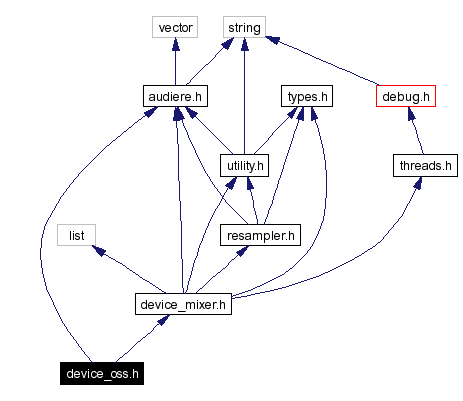 vector
string
audiere.h
types.h
debug.h
utility.h
threads.h
list
resampler.h
device_mixer.h
device_oss.h